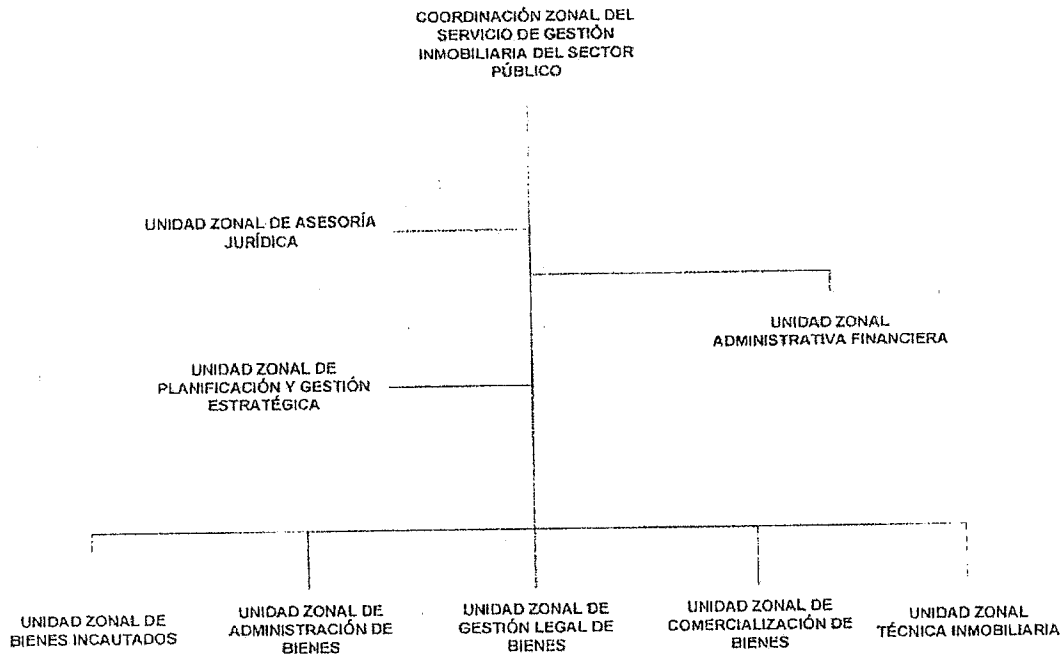 COORDINACIÓN ZONAL DEL
SERVICIO DE GESTIÓN
INMOBILIARIA DEL SECTOR
PÚBLICO
UNIDAD ZONAL DE ASESORÍA
JURÍDICA
UNIDAD ZONAL
ADMINISTRATIVA FINANCIERA
UNIDAD ZONAL DE
PLANIFICACIÓN Y GESTIÓN
ESTRATÉGICA
UNIDAD ZONAL DE
BIENES INCAUTADOS
UNIDAD ZONAL DE
ADMINISTRACIÓN DE
BIENES
UNIDAD ZONAL DE
GESTIÓN LEGAL DE
BIENES
UNIDAD ZONAL DE
COMERCIALIZACIÓN DE
BIENES
UNIDAD ZONAL
TÉCNICA INMOBILIARIA